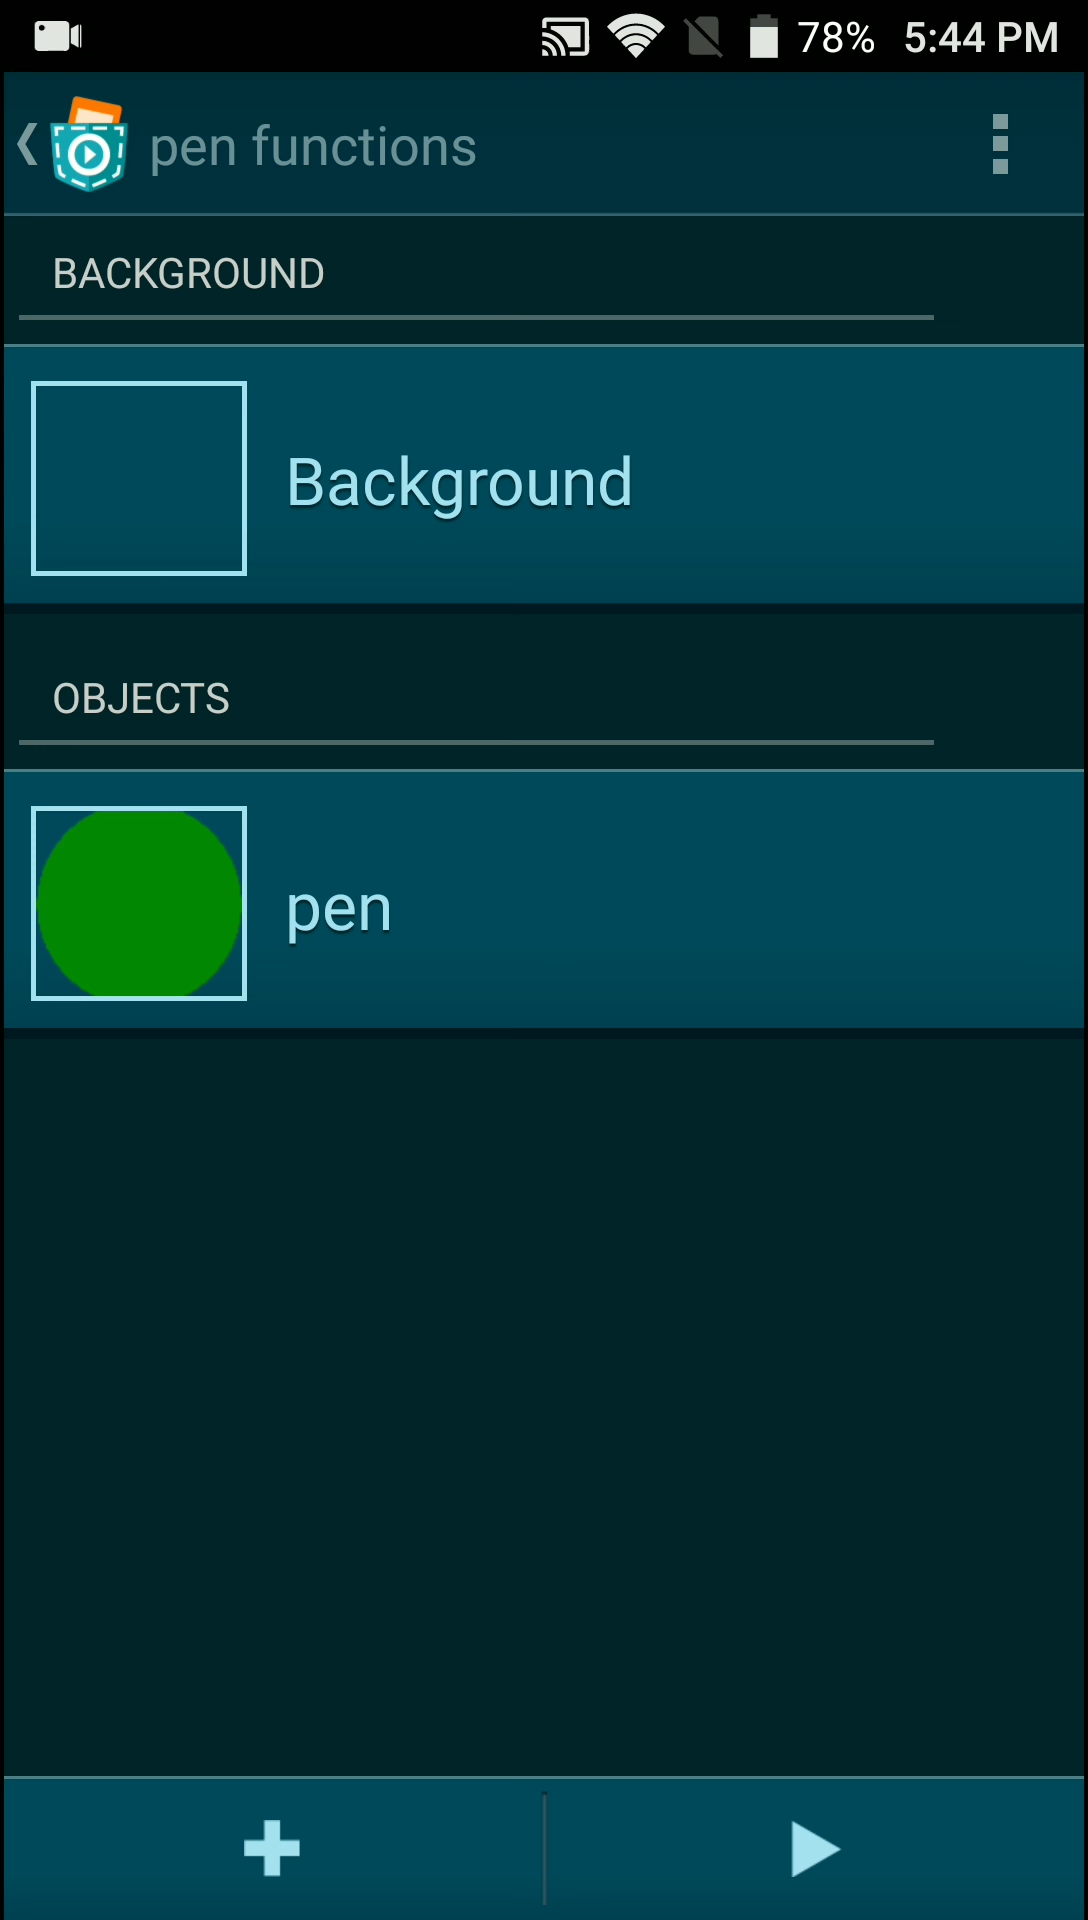 78% 5:44 PM
pen functions
BACKGROUND
Background
OBJECTS
pen